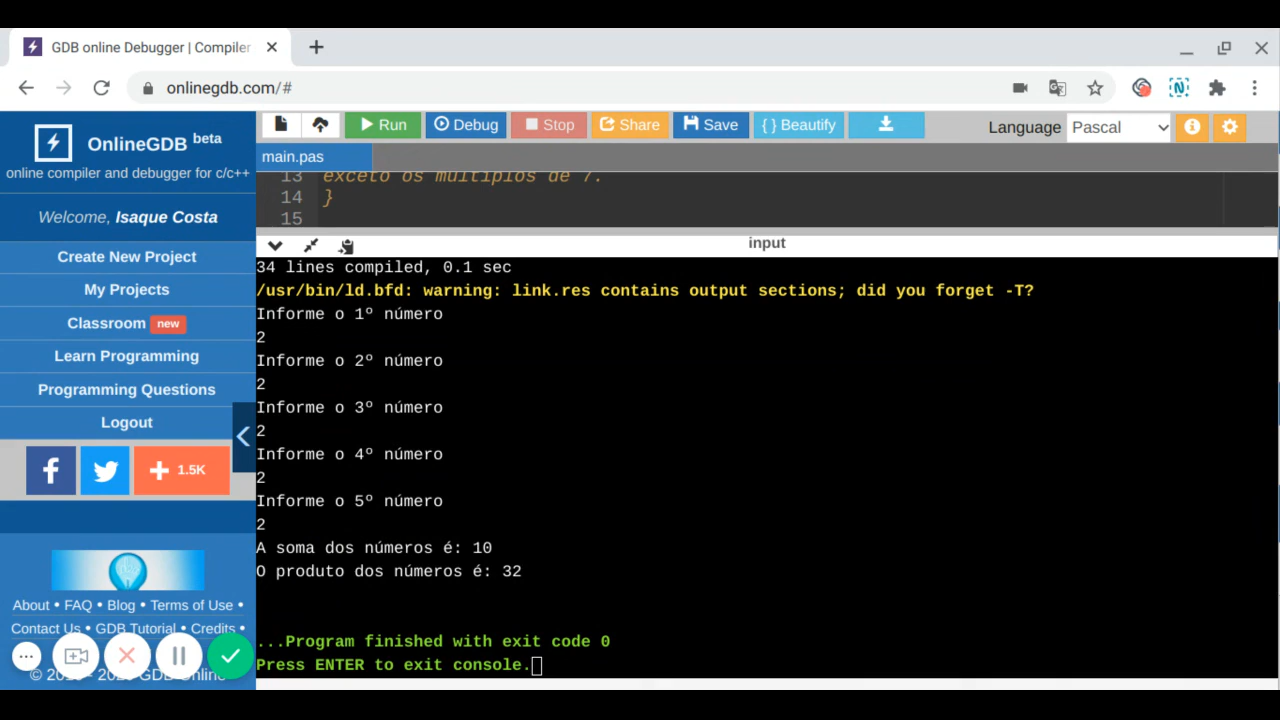 GDB online Debugger | Compiler
onlinegdb.com/#
OnlineGDB beta
online compiler and debugger for c/c++
Welcome, Isaque Costa
Create New Project
My Projects
Classroom new
Learn Programming
Programming Questions
Logout
1.5K
About • FAQ • Blog • Terms of Use •
Contact Us • GDB Tutorial • Credits •
GDB Online
Run Debug Stop Share Save { } Beautify
Language Pascal
main.pas
13 exceto os múltiplos de 7.
14 }
15
input
34 lines compiled, 0.1 sec
/usr/bin/ld.bfd: warning: link.res contains output sections; did you forget -T?
Informe o 1º número
2
Informe o 2º número
2
Informe o 3º número
2
Informe o 4º número
2
Informe o 5º número
2
A soma dos números é: 10
O produto dos números é: 32
...Program finished with exit code 0
Press ENTER to exit console.